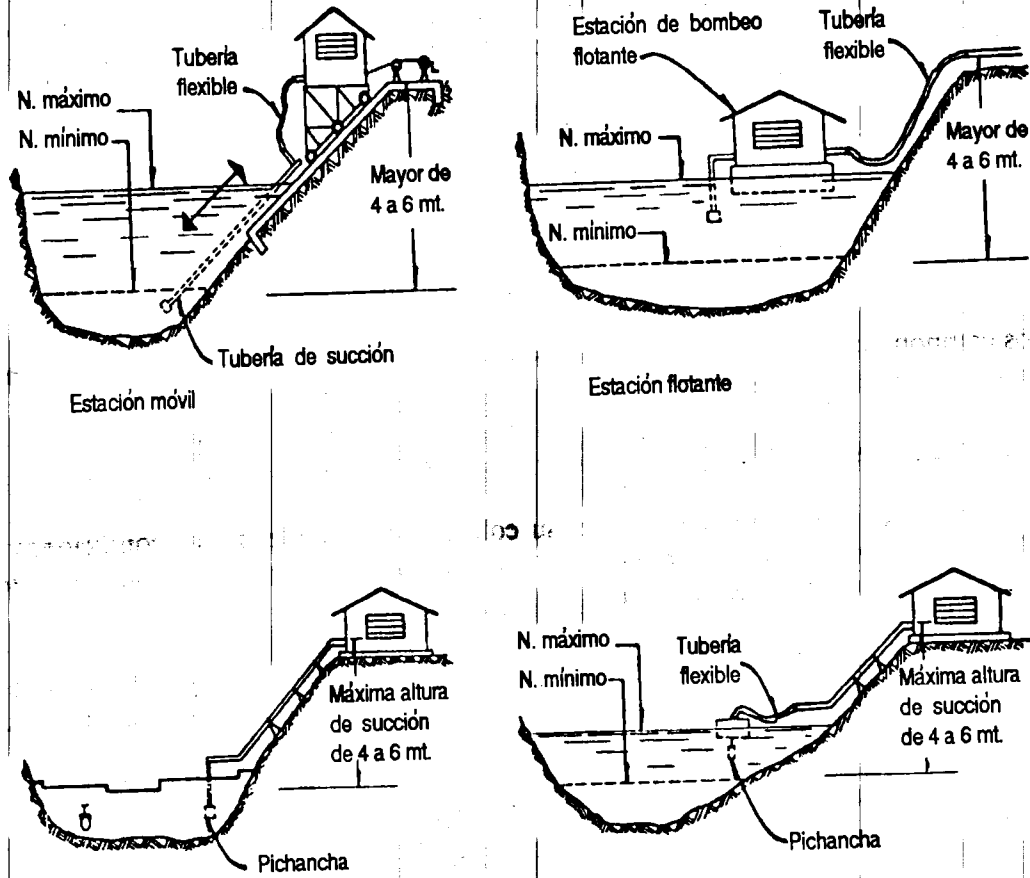 Tubería
flexible
N. máximo
N. mínimo
Mayor de
4 a 6 mt.
Tubería de succión
Estación móvil
Estación de bombeo
flotante
Tubería
flexible
N. máximo
Mayor de
4 a 6 mt.
N. mínimo
Estación flotante
Máxima altura
de succión
de 4 a 6 mt.
Pichancha
N. máximo
N. mínimo
Tubería
flexible
Máxima altura
de succión
de 4 a 6 mt.
Pichancha